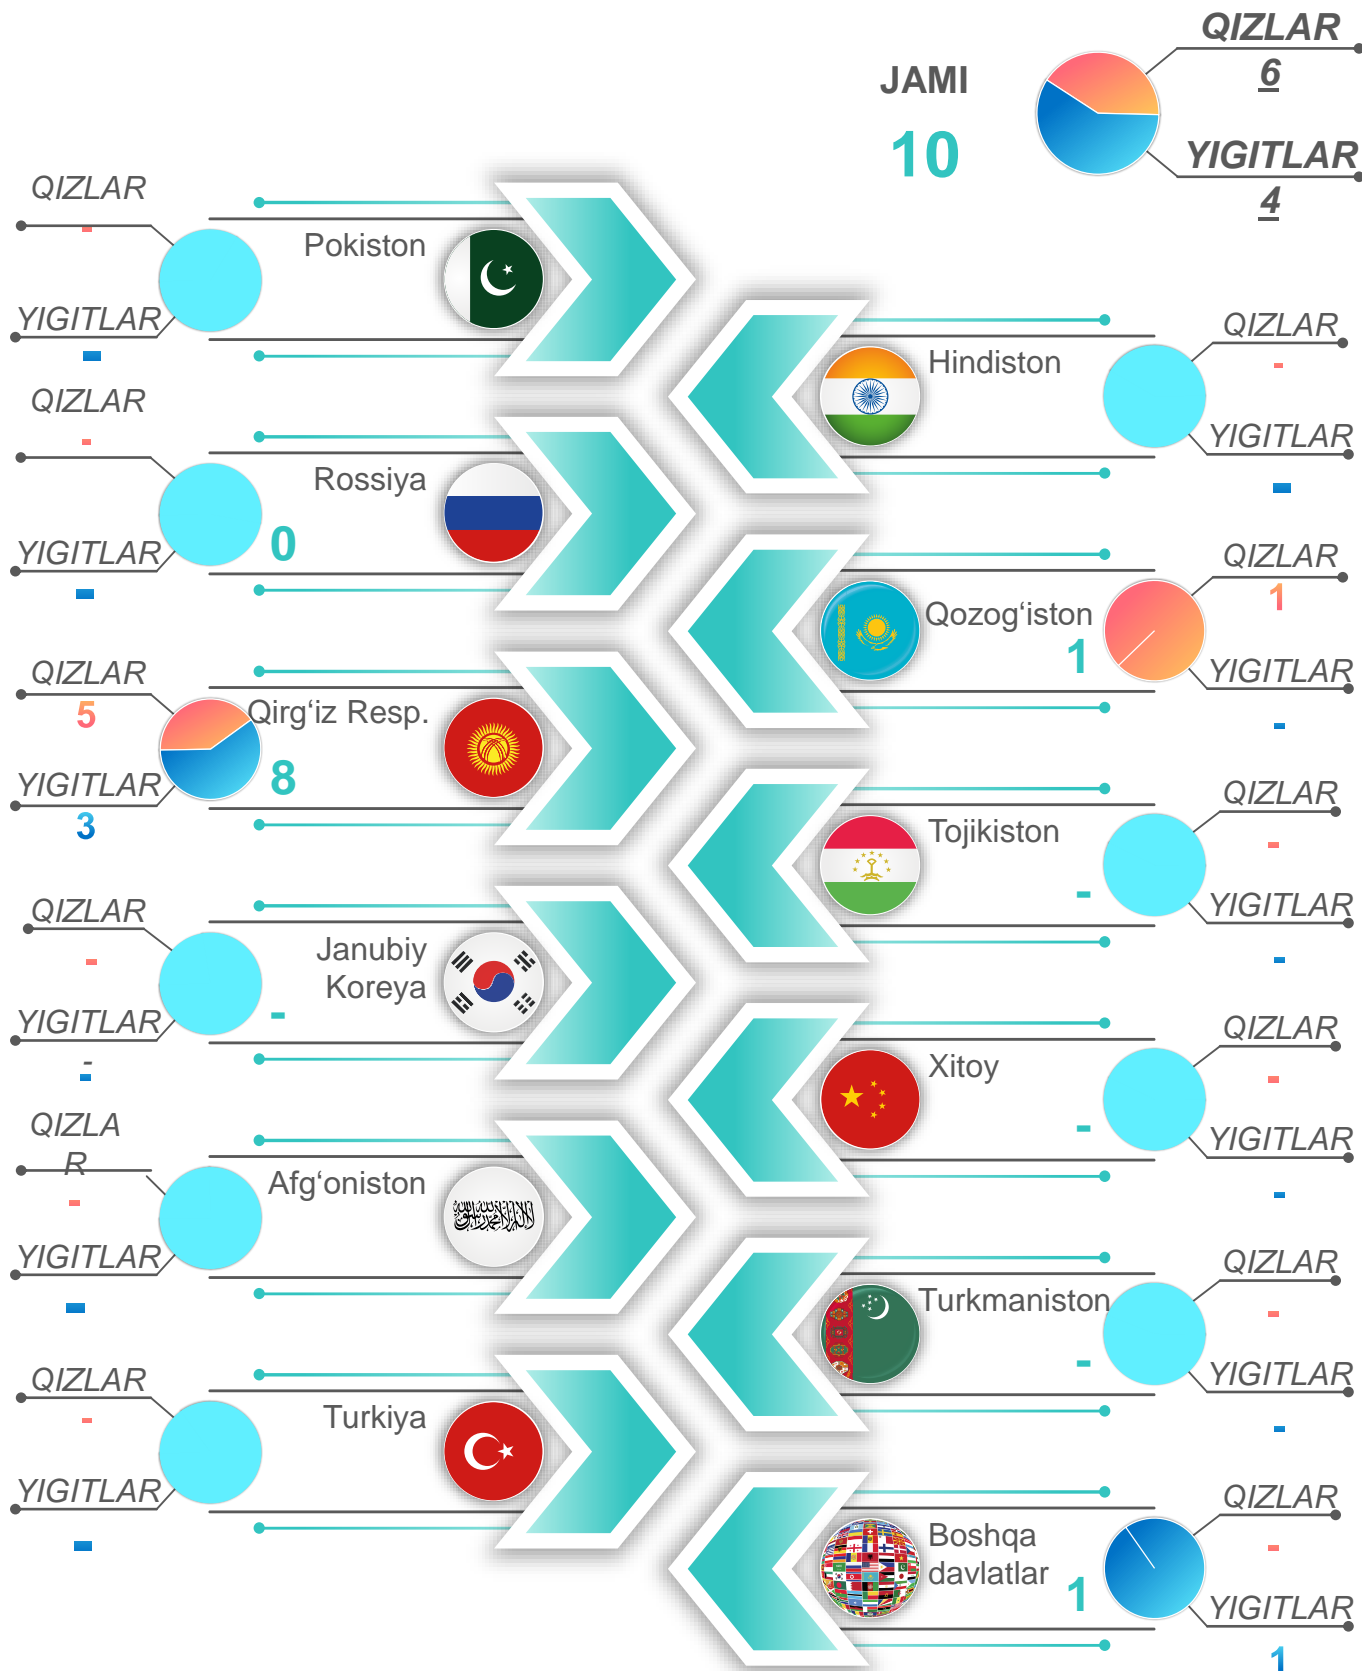 QIZLAR
6
JAMI
10
YIGITLAR
4
QIZLAR
-
Pokiston
YIGITLAR
-
QIZLAR
-
Hindiston
YIGITLAR
-
QIZLAR
-
Rossiya
0
YIGITLAR
-
QIZLAR
1
Qozog‘iston
1
YIGITLAR
-
QIZLAR
5
Qirg‘iz Resp.
8
YIGITLAR
3
QIZLAR
-
Tojikiston
-
YIGITLAR
-
QIZLAR
-
Janubiy
Koreya
-
YIGITLAR
-
-
QIZLAR
-
Xitoy
-
YIGITLAR
-
QIZLA
R
-
Afg‘oniston
YIGITLAR
-
QIZLAR
-
Turkmaniston
-
YIGITLAR
-
QIZLAR
-
Turkiya
YIGITLAR
-
QIZLAR
-
Boshqa
davlatlar
1
YIGITLAR
1